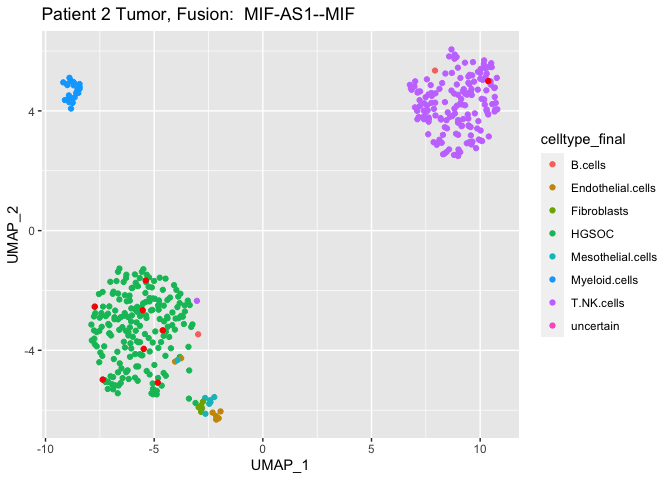 Patient 2 Tumor, Fusion:  MIF-AS1--MIF
UMAP_2
4
0
-4
-10
-5
0
5
10
UMAP_1
celltype_final
B.cells
Endothelial.cells
Fibroblasts
HGSOC
Mesothelial.cells
Myeloid.cells
T.NK.cells
uncertain